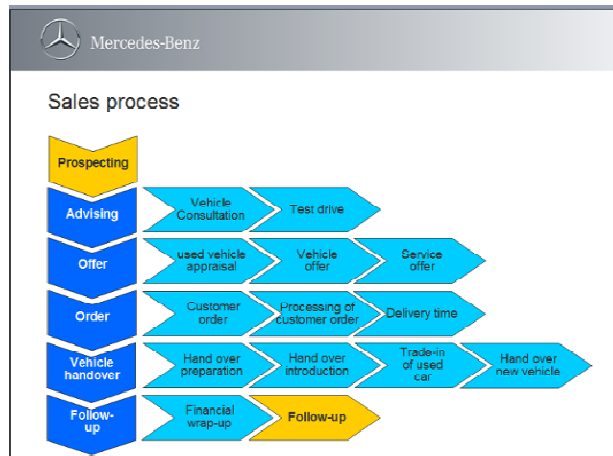 Mercedes-Benz
Sales process
Prospecting
Advising
Vehicle
Consultation
Test drive
Offer
used vehicle
appraisal
Vehicle
offer
Service
offer
Order
Customer
order
Processing of
customer order
Delivery time
Vehicle
handover
Hand over
preparation
Hand over
introduction
Trade-in
of used
car
Hand over
new vehicle
Follow-
up
Financial
wrap-up
Follow-up